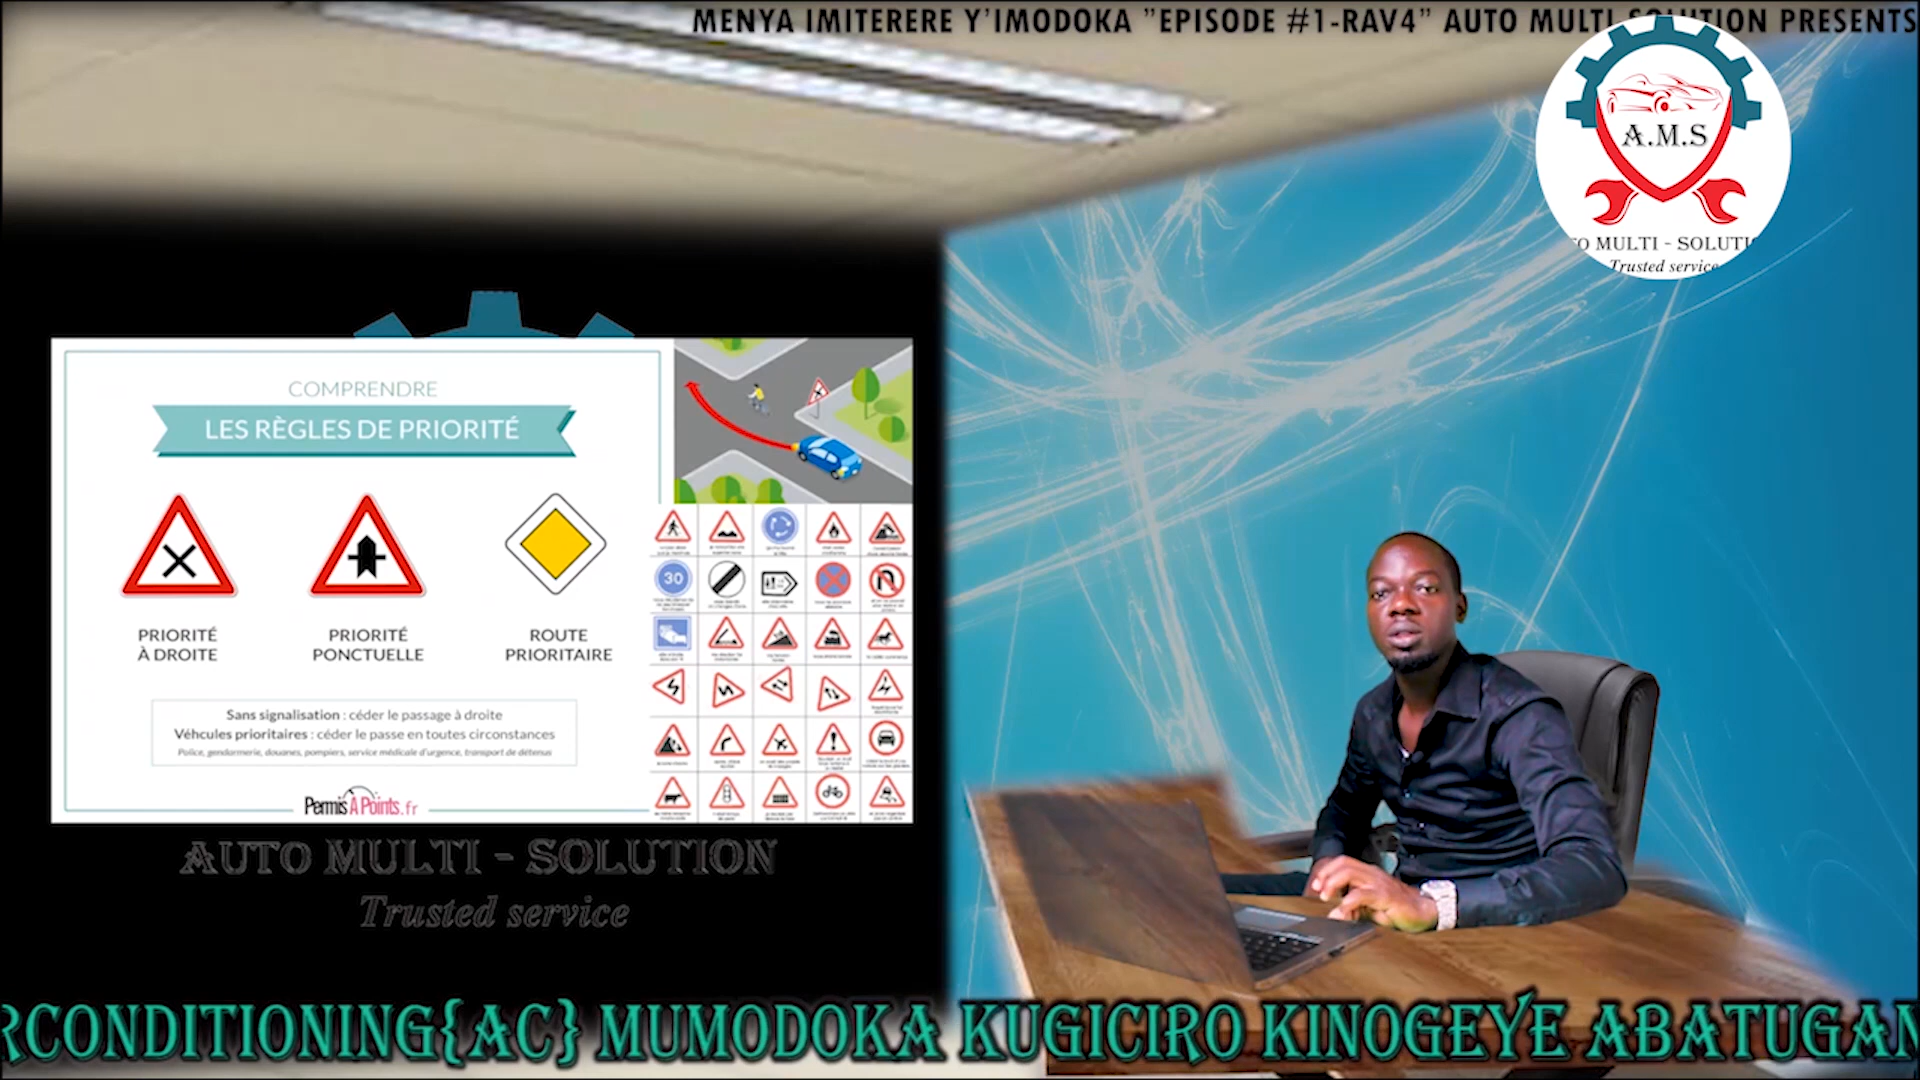 MENYA IMITERERE Y'IMODOKA "EPISODE #1-RAV4" AUTO MULTI SOLUTION PRESENTS
A.M.S
MULTI - SOLUTI
Trusted service
COMPRENDRE
LES RÈGLES DE PRIORITÉ
PRIORITÉ
À DROITE
PRIORITÉ
PONCTUELLE
ROUTE
PRIORITAIRE
Sans signalisation : céder le passage à droite
Véhcules prioritaires : céder le passe en toutes circonstances
Police, gendarmerie, douanes, pompiers, service médicale d'urgence, transport de détenus
PermisAPoints.fr
30
AUTO MULTI - SOLUTION
Trusted service
RCONDITIONING{AC} MUMODOKA KUGICIRO KINOGEYE ABATUGAN